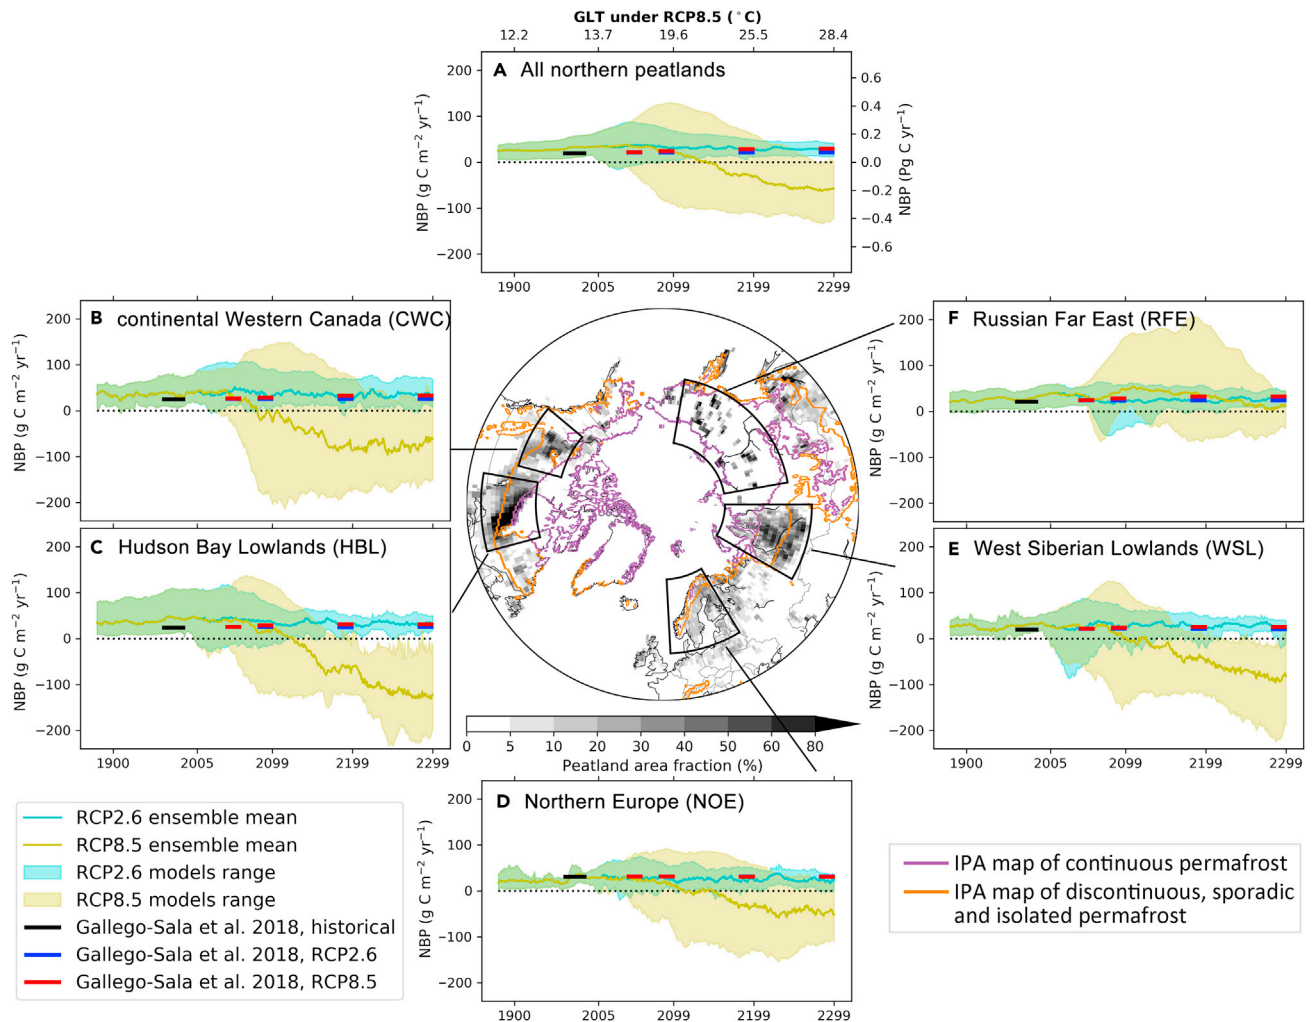 GLT under RCP8.5 (°C)
12.2 13.7 19.6 25.5 28.4
A All northern peatlands
NBP (g C m−2 yr−1)
200
100
0
−100
−200
NBP (Pg C yr−1)
0.6
0.4
0.2
0.0
−0.2
−0.4
−0.6
1900 2005 2099 2199 2299
B continental Western Canada (CWC)
NBP (g C m−2 yr−1)
200
100
0
−100
−200
1900 2005 2099 2199 2299
F Russian Far East (RFE)
NBP (g C m−2 yr−1)
200
100
0
−100
−200
C Hudson Bay Lowlands (HBL)
NBP (g C m−2 yr−1)
200
100
0
−100
−200
1900 2005 2099 2199 2299
E West Siberian Lowlands (WSL)
NBP (g C m−2 yr−1)
200
100
0
−100
−200
1900 2005 2099 2199 2299
0 5 10 20 30 40 50 60 80
Peatland area fraction (%)
D Northern Europe (NOE)
NBP (g C m−2 yr−1)
200
100
0
−100
−200
1900 2005 2099 2199 2299
RCP2.6 ensemble mean
RCP8.5 ensemble mean
RCP2.6 models range
RCP8.5 models range
Gallego-Sala et al. 2018, historical
Gallego-Sala et al. 2018, RCP2.6
Gallego-Sala et al. 2018, RCP8.5
IPA map of continuous permafrost
IPA map of discontinuous, sporadic
and isolated permafrost